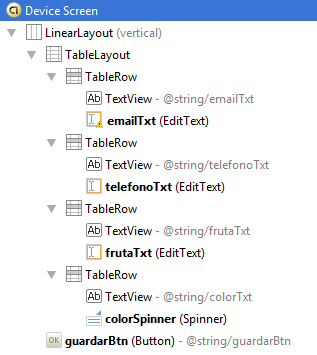 Device Screen
LinearLayout (vertical)
TableLayout
TableRow
Ab TextView - @string/emailTxt
emailTxt (EditText)
TableRow
Ab TextView - @string/telefonoTxt
telefonoTxt (EditText)
TableRow
Ab TextView - @string/frutaTxt
frutaTxt (EditText)
TableRow
Ab TextView - @string/colorTxt
colorSpinner (Spinner)
OK guardarBtn (Button) - @string/guardarBtn